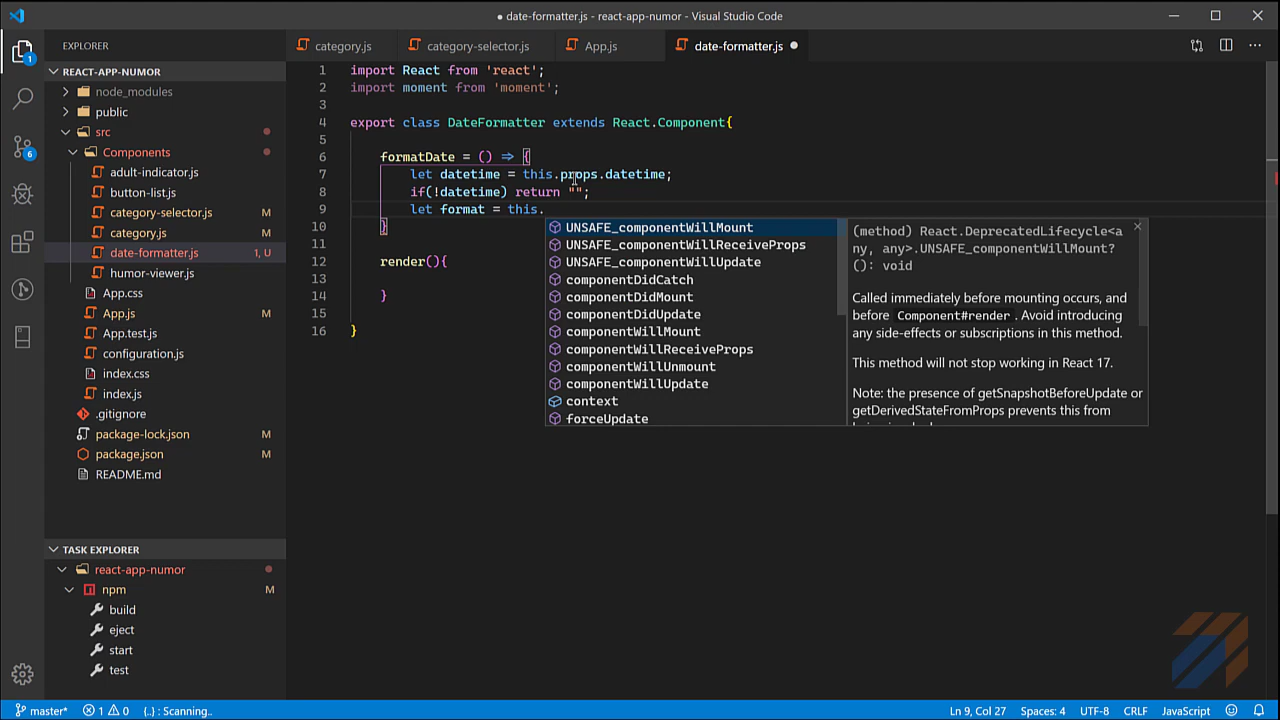 ● date-formatter.js - react-app-numor - Visual Studio Code
EXPLORER
category.js
category-selector.js
App.js
date-formatter.js ●
REACT-APP-NUMOR
node_modules
public
src
Components
adult-indicator.js
button-list.js
category-selector.js M
category.js M
date-formatter.js 1, U
humor-viewer.js
App.css
App.js M
App.test.js
configuration.js
index.css
index.js
.gitignore
package-lock.json M
package.json M
README.md
TASK EXPLORER
react-app-numor
npm M
build
eject
start
test
1
6
1 import React from 'react';
2 import moment from 'moment';
3
4 export class DateFormatter extends React.Component{
5
6 formatDate = () => {
7 let datetime = this.props.datetime;
8 if(!datetime) return "";
9 let format = this.
10 }
11
12 render(){
13
14 }
15
16 }
UNSAFE_componentWillMount
UNSAFE_componentWillReceiveProps
UNSAFE_componentWillUpdate
componentDidCatch
componentDidMount
componentDidUpdate
componentWillMount
componentWillReceiveProps
componentWillUnmount
componentWillUpdate
context
forceUpdate
(method) React.DeprecatedLifecycle<a
ny, any>.UNSAFE_componentWillMount?
(): void
Called immediately before mounting occurs, and
before Component#render . Avoid introducing
any side-effects or subscriptions in this method.
This method will not stop working in React 17.
Note: the presence of getSnapshotBeforeUpdate or
getDerivedStateFromProps prevents this from
master* 1 0 {..} : Scanning.. Ln 9, Col 27 Spaces: 4 UTF-8 CRLF JavaScript